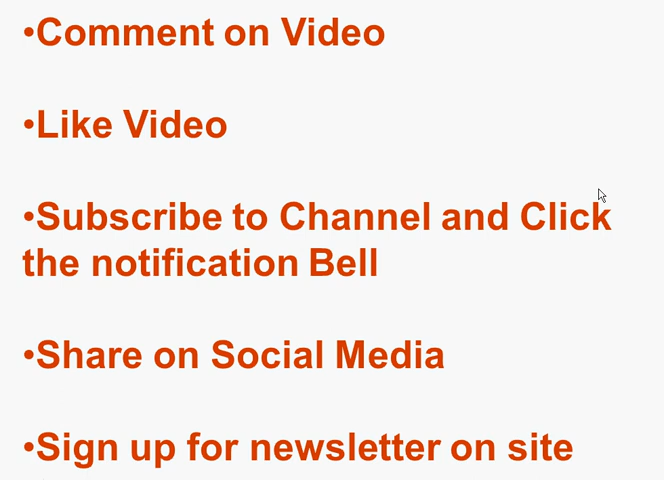 •Comment on Video
•Like Video
•Subscribe to Channel and Click
the notification Bell
•Share on Social Media
•Sign up for newsletter on site